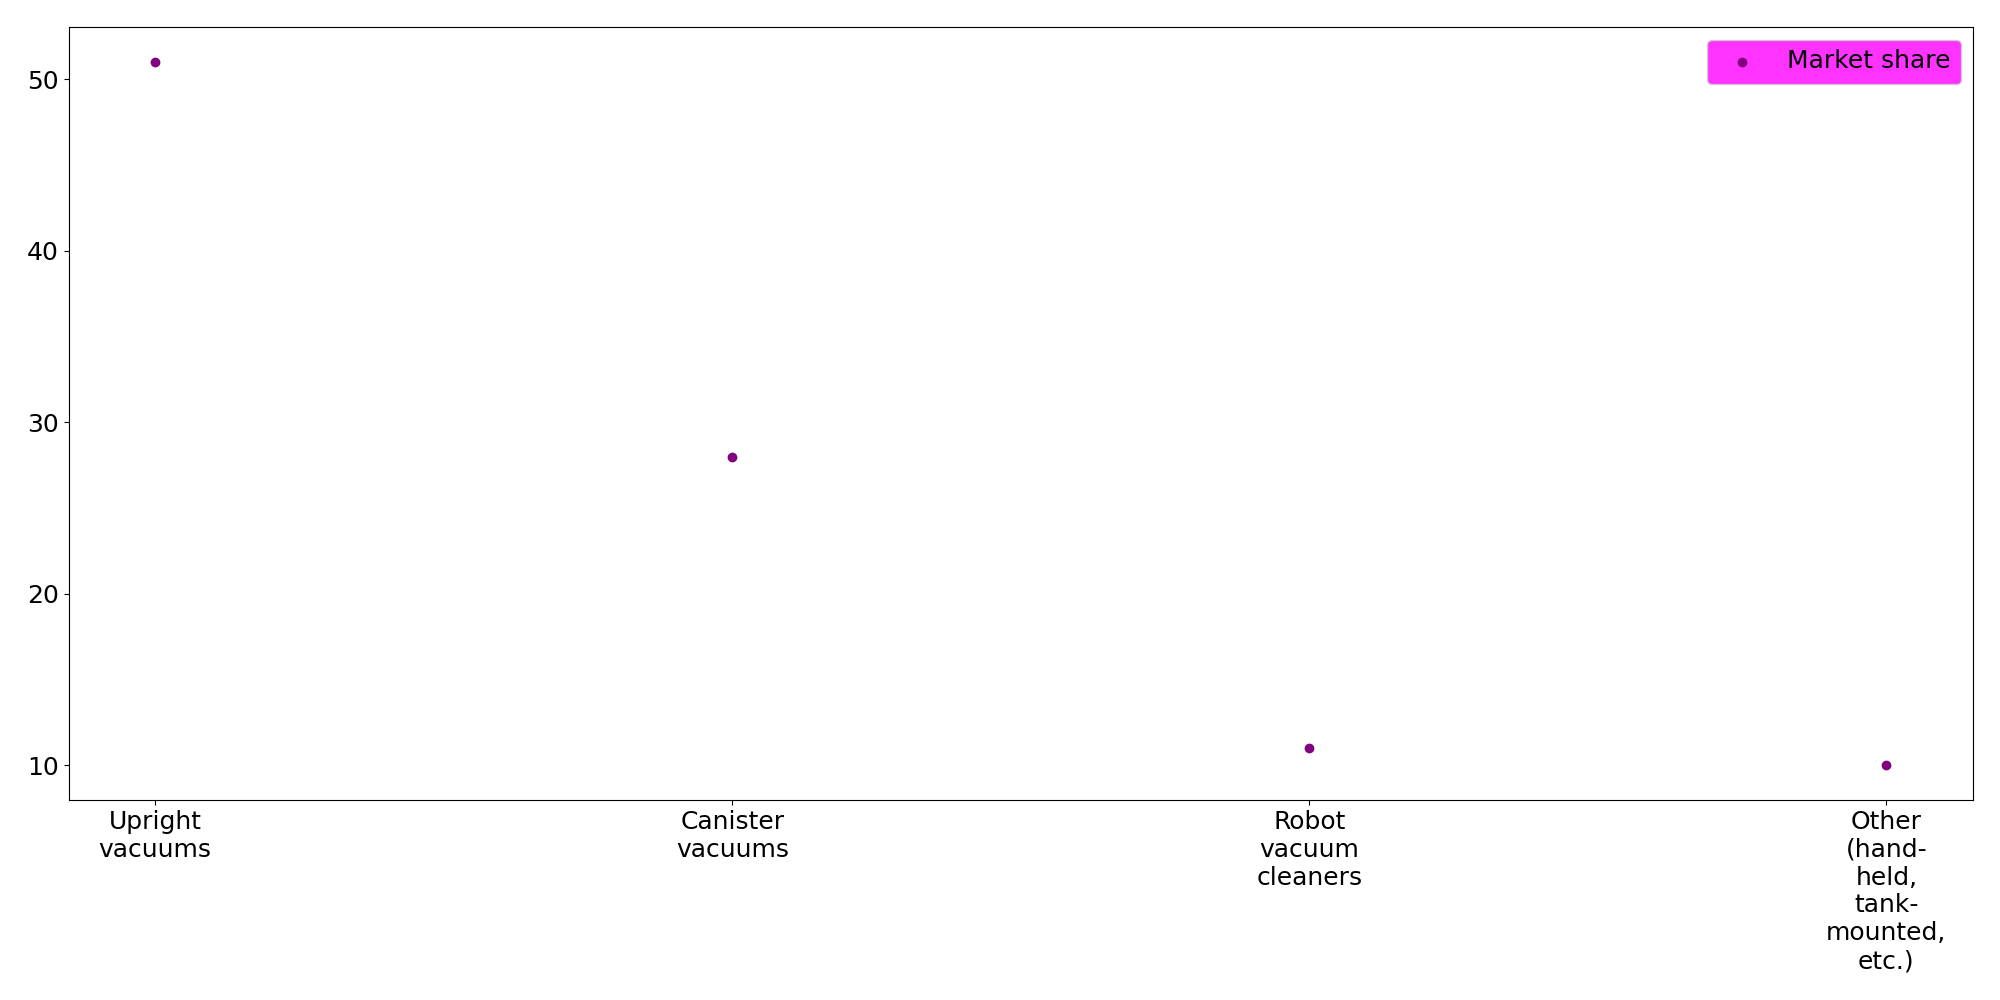 Market share
50
40
30
20
10
Upright
vacuums
Canister
vacuums
Robot
vacuum
cleaners
Other
(hand-
held,
tank-
mounted,
etc.)